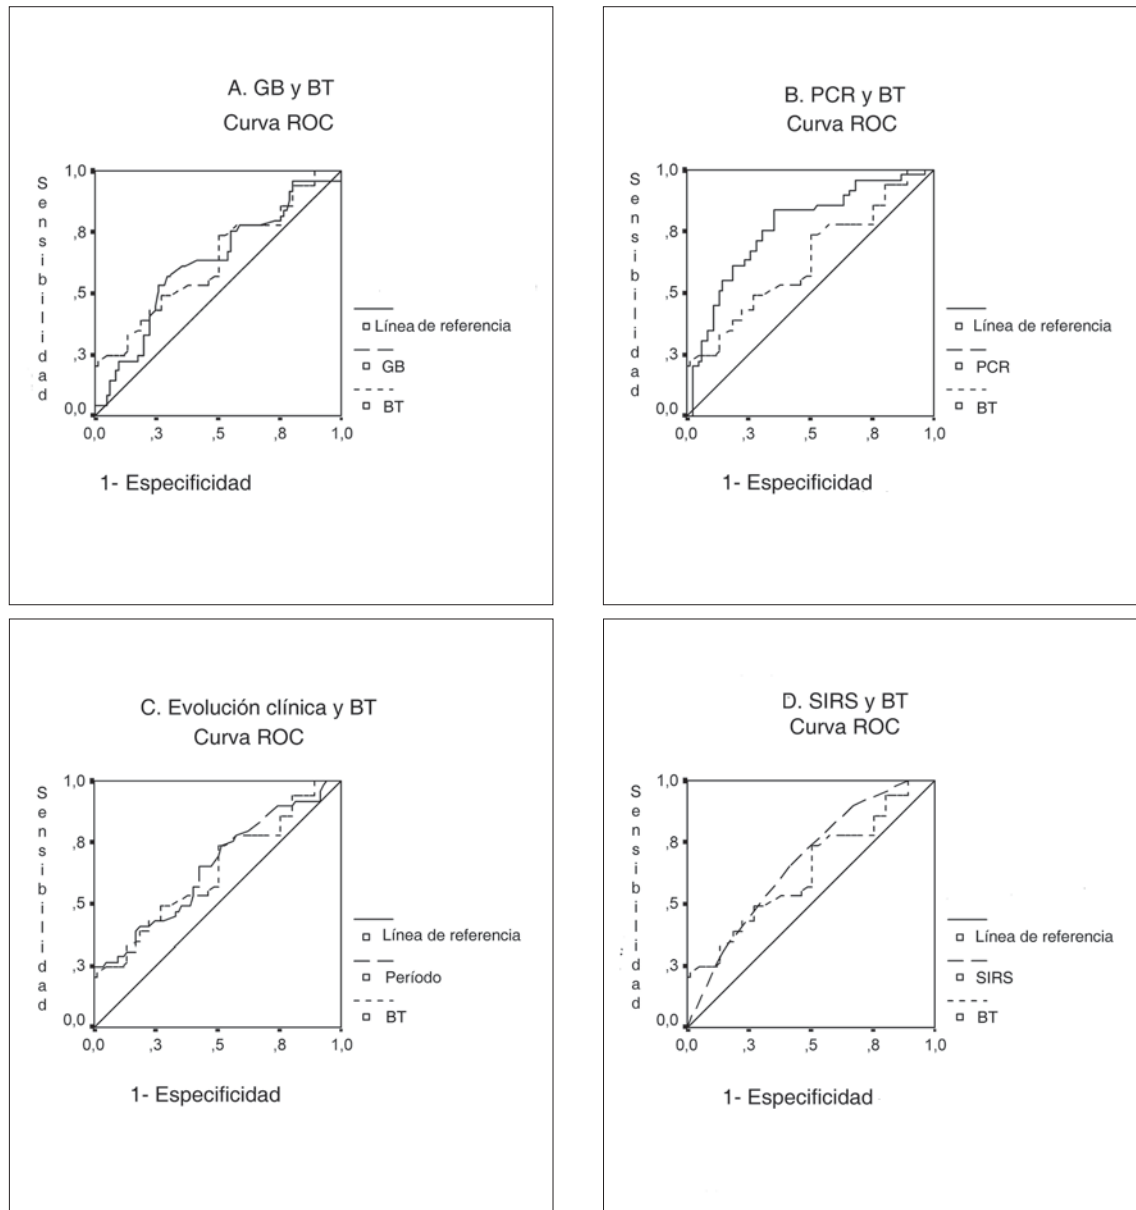 A. GB y BT
Curva ROC
Sensibilidad
1,0
,8
,5
,3
0,0
0,0 ,3 ,5 ,8 1,0
1- Especificidad
Línea de referencia
GB
BT
B. PCR y BT
Curva ROC
Sensibilidad
1,0
,8
,5
,3
0,0
0,0 ,3 ,5 ,8 1,0
1- Especificidad
Línea de referencia
PCR
BT
C. Evolución clínica y BT
Curva ROC
Sensibilidad
1,0
,8
,5
,3
0,0
0,0 ,3 ,5 ,8 1,0
1- Especificidad
Línea de referencia
Período
BT
D. SIRS y BT
Curva ROC
Sensibilidad
1,0
,8
,5
,3
0,0
0,0 ,3 ,5 ,8 1,0
1- Especificidad
Línea de referencia
SIRS
BT